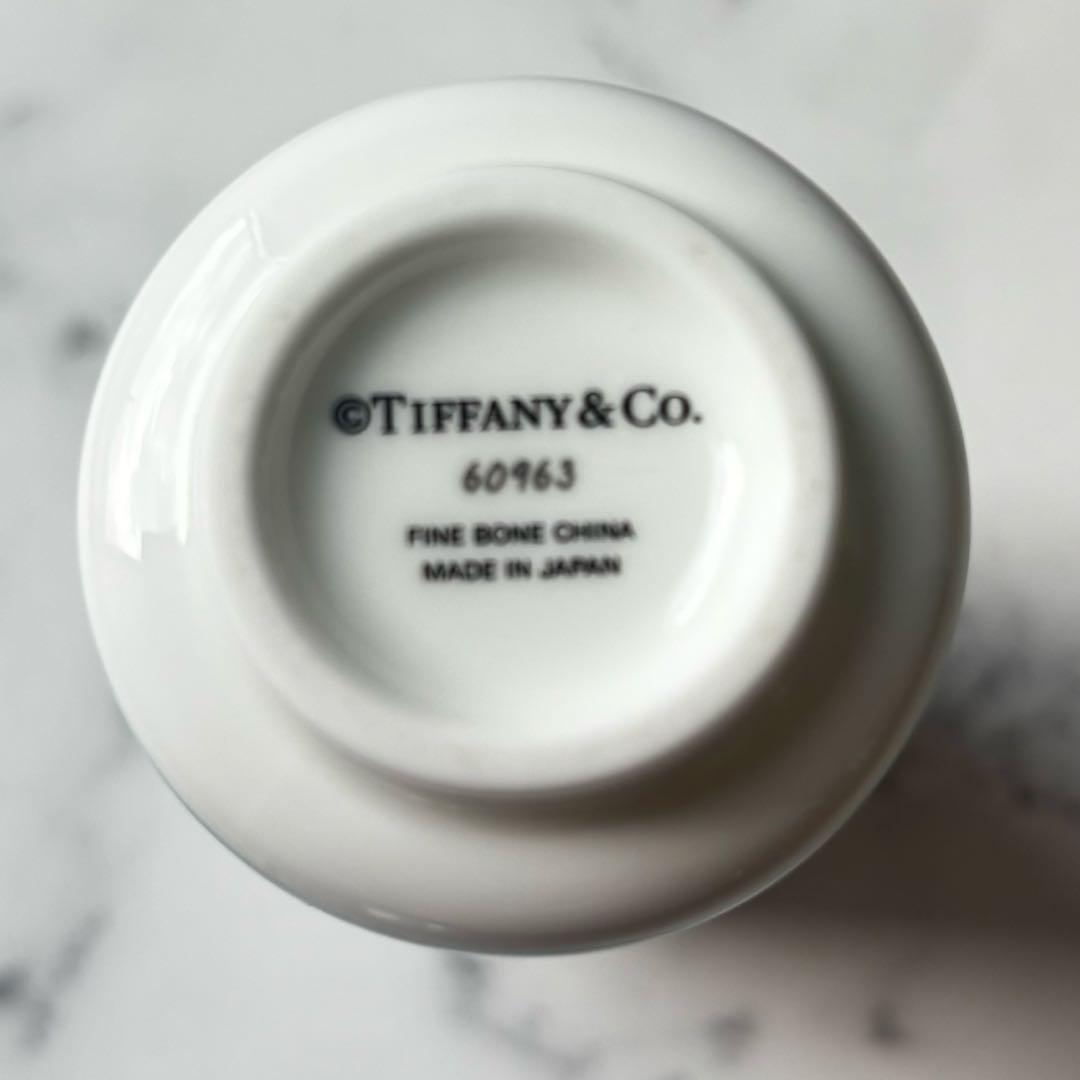 ©TIFFANY & CO.
60963
FINE BONE CHINA
MADE IN JAPAN